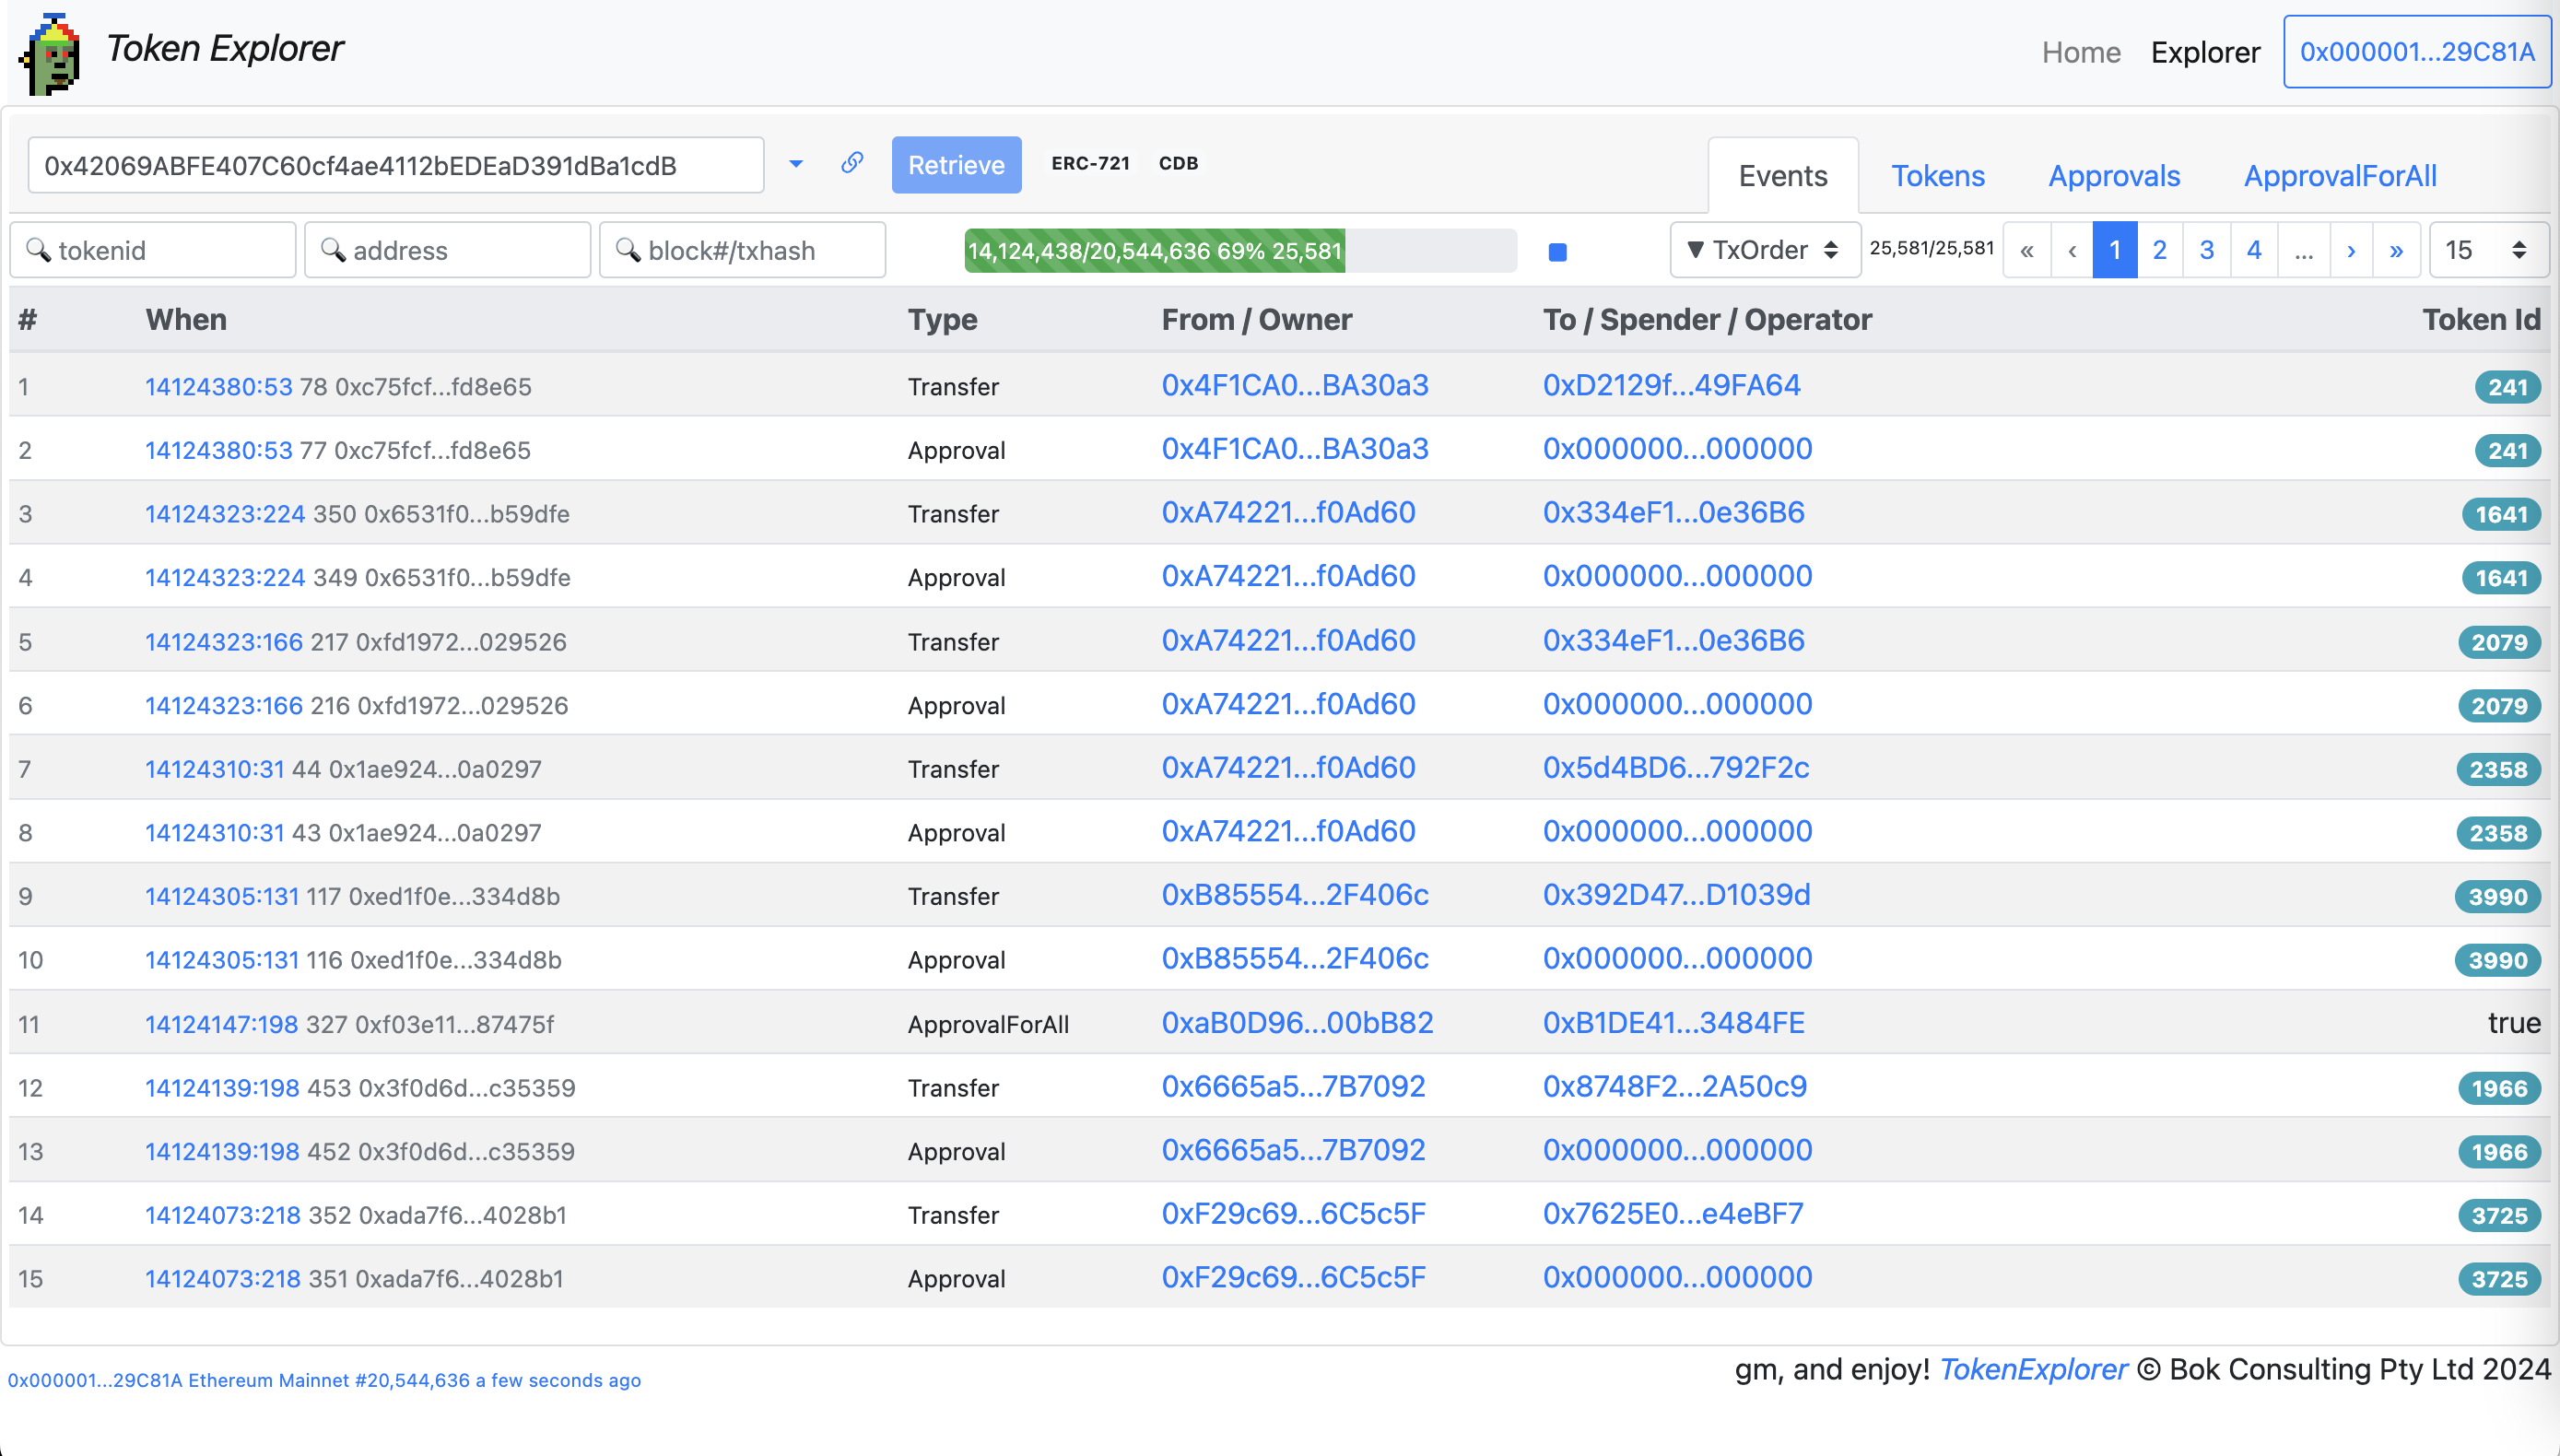 Token Explorer
Home Explorer 0x000001...29C81A
0x42069ABFE407C60cf4ae4112bEDEaD391dBa1cdB Retrieve ERC-721 CDB Events Tokens Approvals ApprovalForAll
tokenid address block#/txhash 14,124,438/20,544,636 69% 25,581 ▼ TxOrder 25,581/25,581 « ‹ 1 2 3 4 ... › » 15
# When Type From / Owner To / Spender / Operator Token Id
1 14124380:53 78 0xc75fcf...fd8e65 Transfer 0x4F1CA0...BA30a3 0xD2129f...49FA64 241
2 14124380:53 77 0xc75fcf...fd8e65 Approval 0x4F1CA0...BA30a3 0x000000...000000 241
3 14124323:224 350 0x6531f0...b59dfe Transfer 0xA74221...f0Ad60 0x334eF1...0e36B6 1641
4 14124323:224 349 0x6531f0...b59dfe Approval 0xA74221...f0Ad60 0x000000...000000 1641
5 14124323:166 217 0xfd1972...029526 Transfer 0xA74221...f0Ad60 0x334eF1...0e36B6 2079
6 14124323:166 216 0xfd1972...029526 Approval 0xA74221...f0Ad60 0x000000...000000 2079
7 14124310:31 44 0x1ae924...0a0297 Transfer 0xA74221...f0Ad60 0x5d4BD6...792F2c 2358
8 14124310:31 43 0x1ae924...0a0297 Approval 0xA74221...f0Ad60 0x000000...000000 2358
9 14124305:131 117 0xed1f0e...334d8b Transfer 0xB85554...2F406c 0x392D47...D1039d 3990
10 14124305:131 116 0xed1f0e...334d8b Approval 0xB85554...2F406c 0x000000...000000 3990
11 14124147:198 327 0xf03e11...87475f ApprovalForAll 0xaB0D96...00bB82 0xB1DE41...3484FE true
12 14124139:198 453 0x3f0d6d...c35359 Transfer 0x6665a5...7B7092 0x8748F2...2A50c9 1966
13 14124139:198 452 0x3f0d6d...c35359 Approval 0x6665a5...7B7092 0x000000...000000 1966
14 14124073:218 352 0xada7f6...4028b1 Transfer 0xF29c69...6C5c5F 0x7625E0...e4eBF7 3725
15 14124073:218 351 0xada7f6...4028b1 Approval 0xF29c69...6C5c5F 0x000000...000000 3725
gm, and enjoy! TokenExplorer © Bok Consulting Pty Ltd 2024
0x000001...29C81A Ethereum Mainnet #20,544,636 a few seconds ago